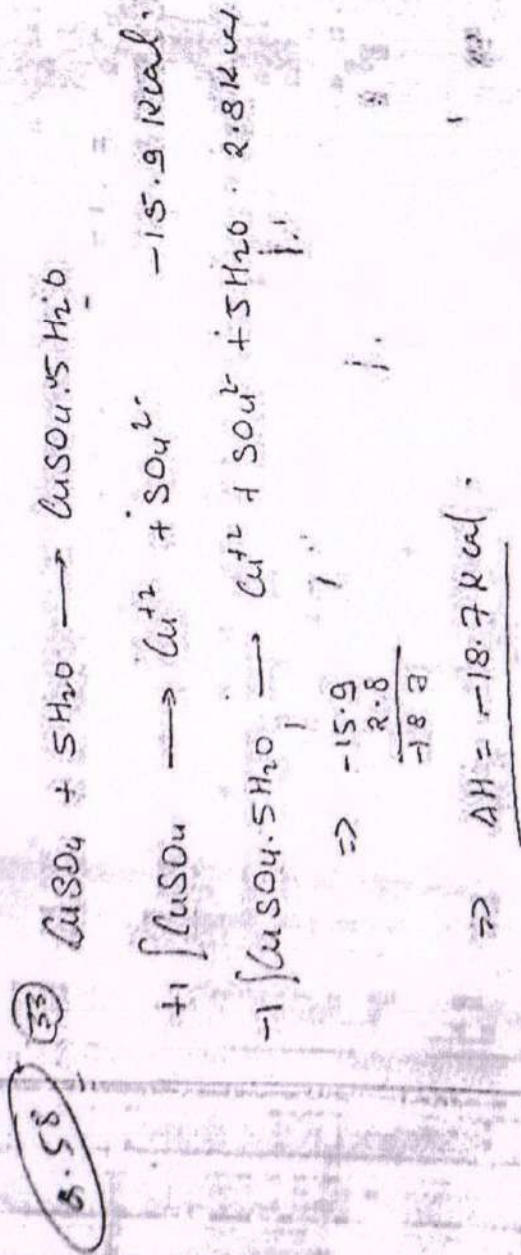 8.58 (33) CuSO4 + 5H2O → CuSO4.5H2O
+1 [CuSO4 → Cu+2 + SO4 2- -15.9 Kcal.
-1 [CuSO4.5H2O → Cu+2 + SO4 2- + 5H2O 2.8 Kcal
⇒ -15.9
2.8
-18.7
⇒ ΔH = -18.7 Kcal.